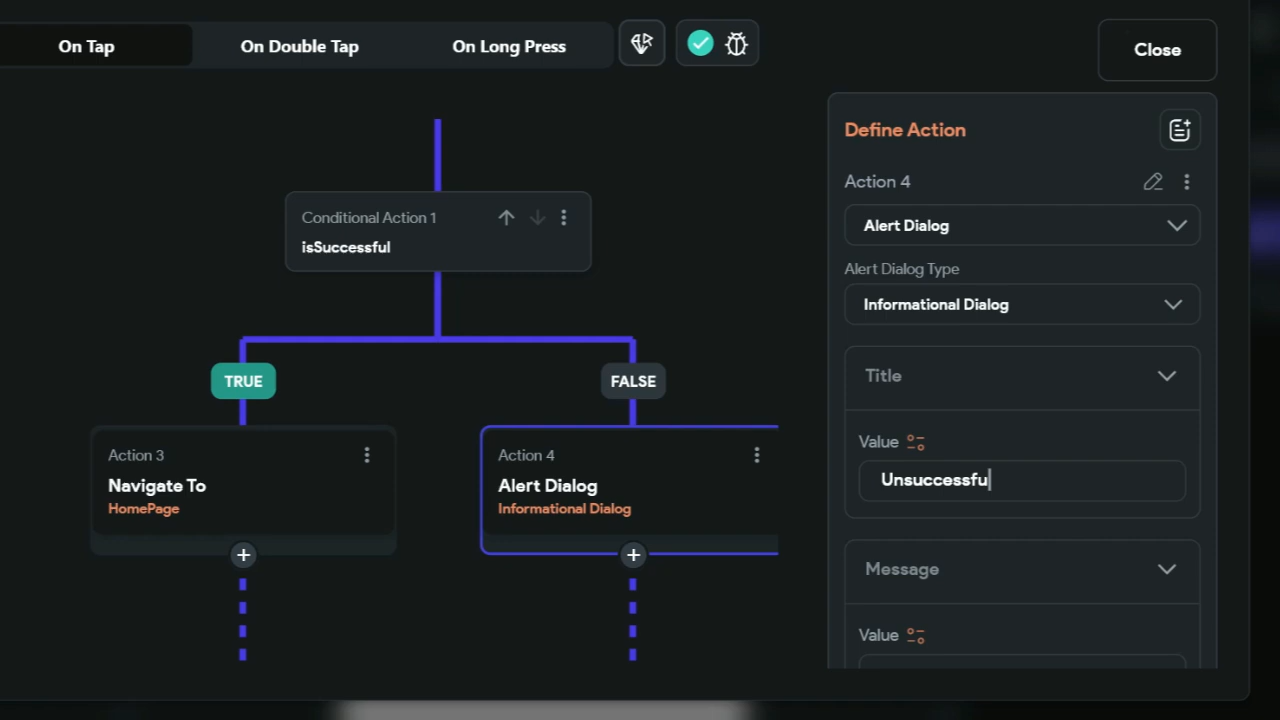 On Tap
On Double Tap
On Long Press
Close
Conditional Action 1
isSuccessful
TRUE
FALSE
Action 3
Navigate To
HomePage
Action 4
Alert Dialog
Informational Dialog
Define Action
Action 4
Alert Dialog
Alert Dialog Type
Informational Dialog
Title
Value
Unsuccessfu
Message
Value